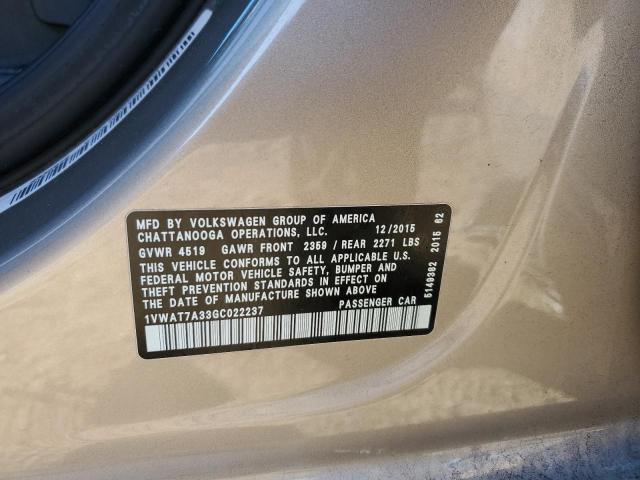 MFD BY VOLKSWAGEN GROUP OF AMERICA
CHATTANOOGA OPERATIONS, LLC. 12/2015
GVWR 4519 GAWR FRONT 2359 / REAR 2271 LBS
THIS VEHICLE CONFORMS TO ALL APPLICABLE U.S.
FEDERAL MOTOR VEHICLE SAFETY, BUMPER AND
THEFT PREVENTION STANDARDS IN EFFECT ON
THE DATE OF MANUFACTURE SHOWN ABOVE
1VWAT7A33GC022237 PASSENGER CAR
5149382 2015 62